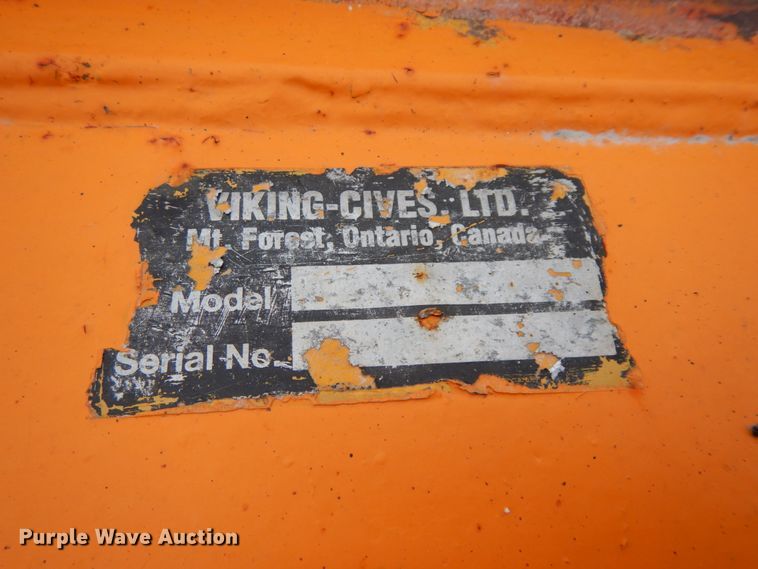 VIKING-CIVES LTD.
Mt. Forest, Ontario, Canada
Model
Serial No.
Purple Wave Auction